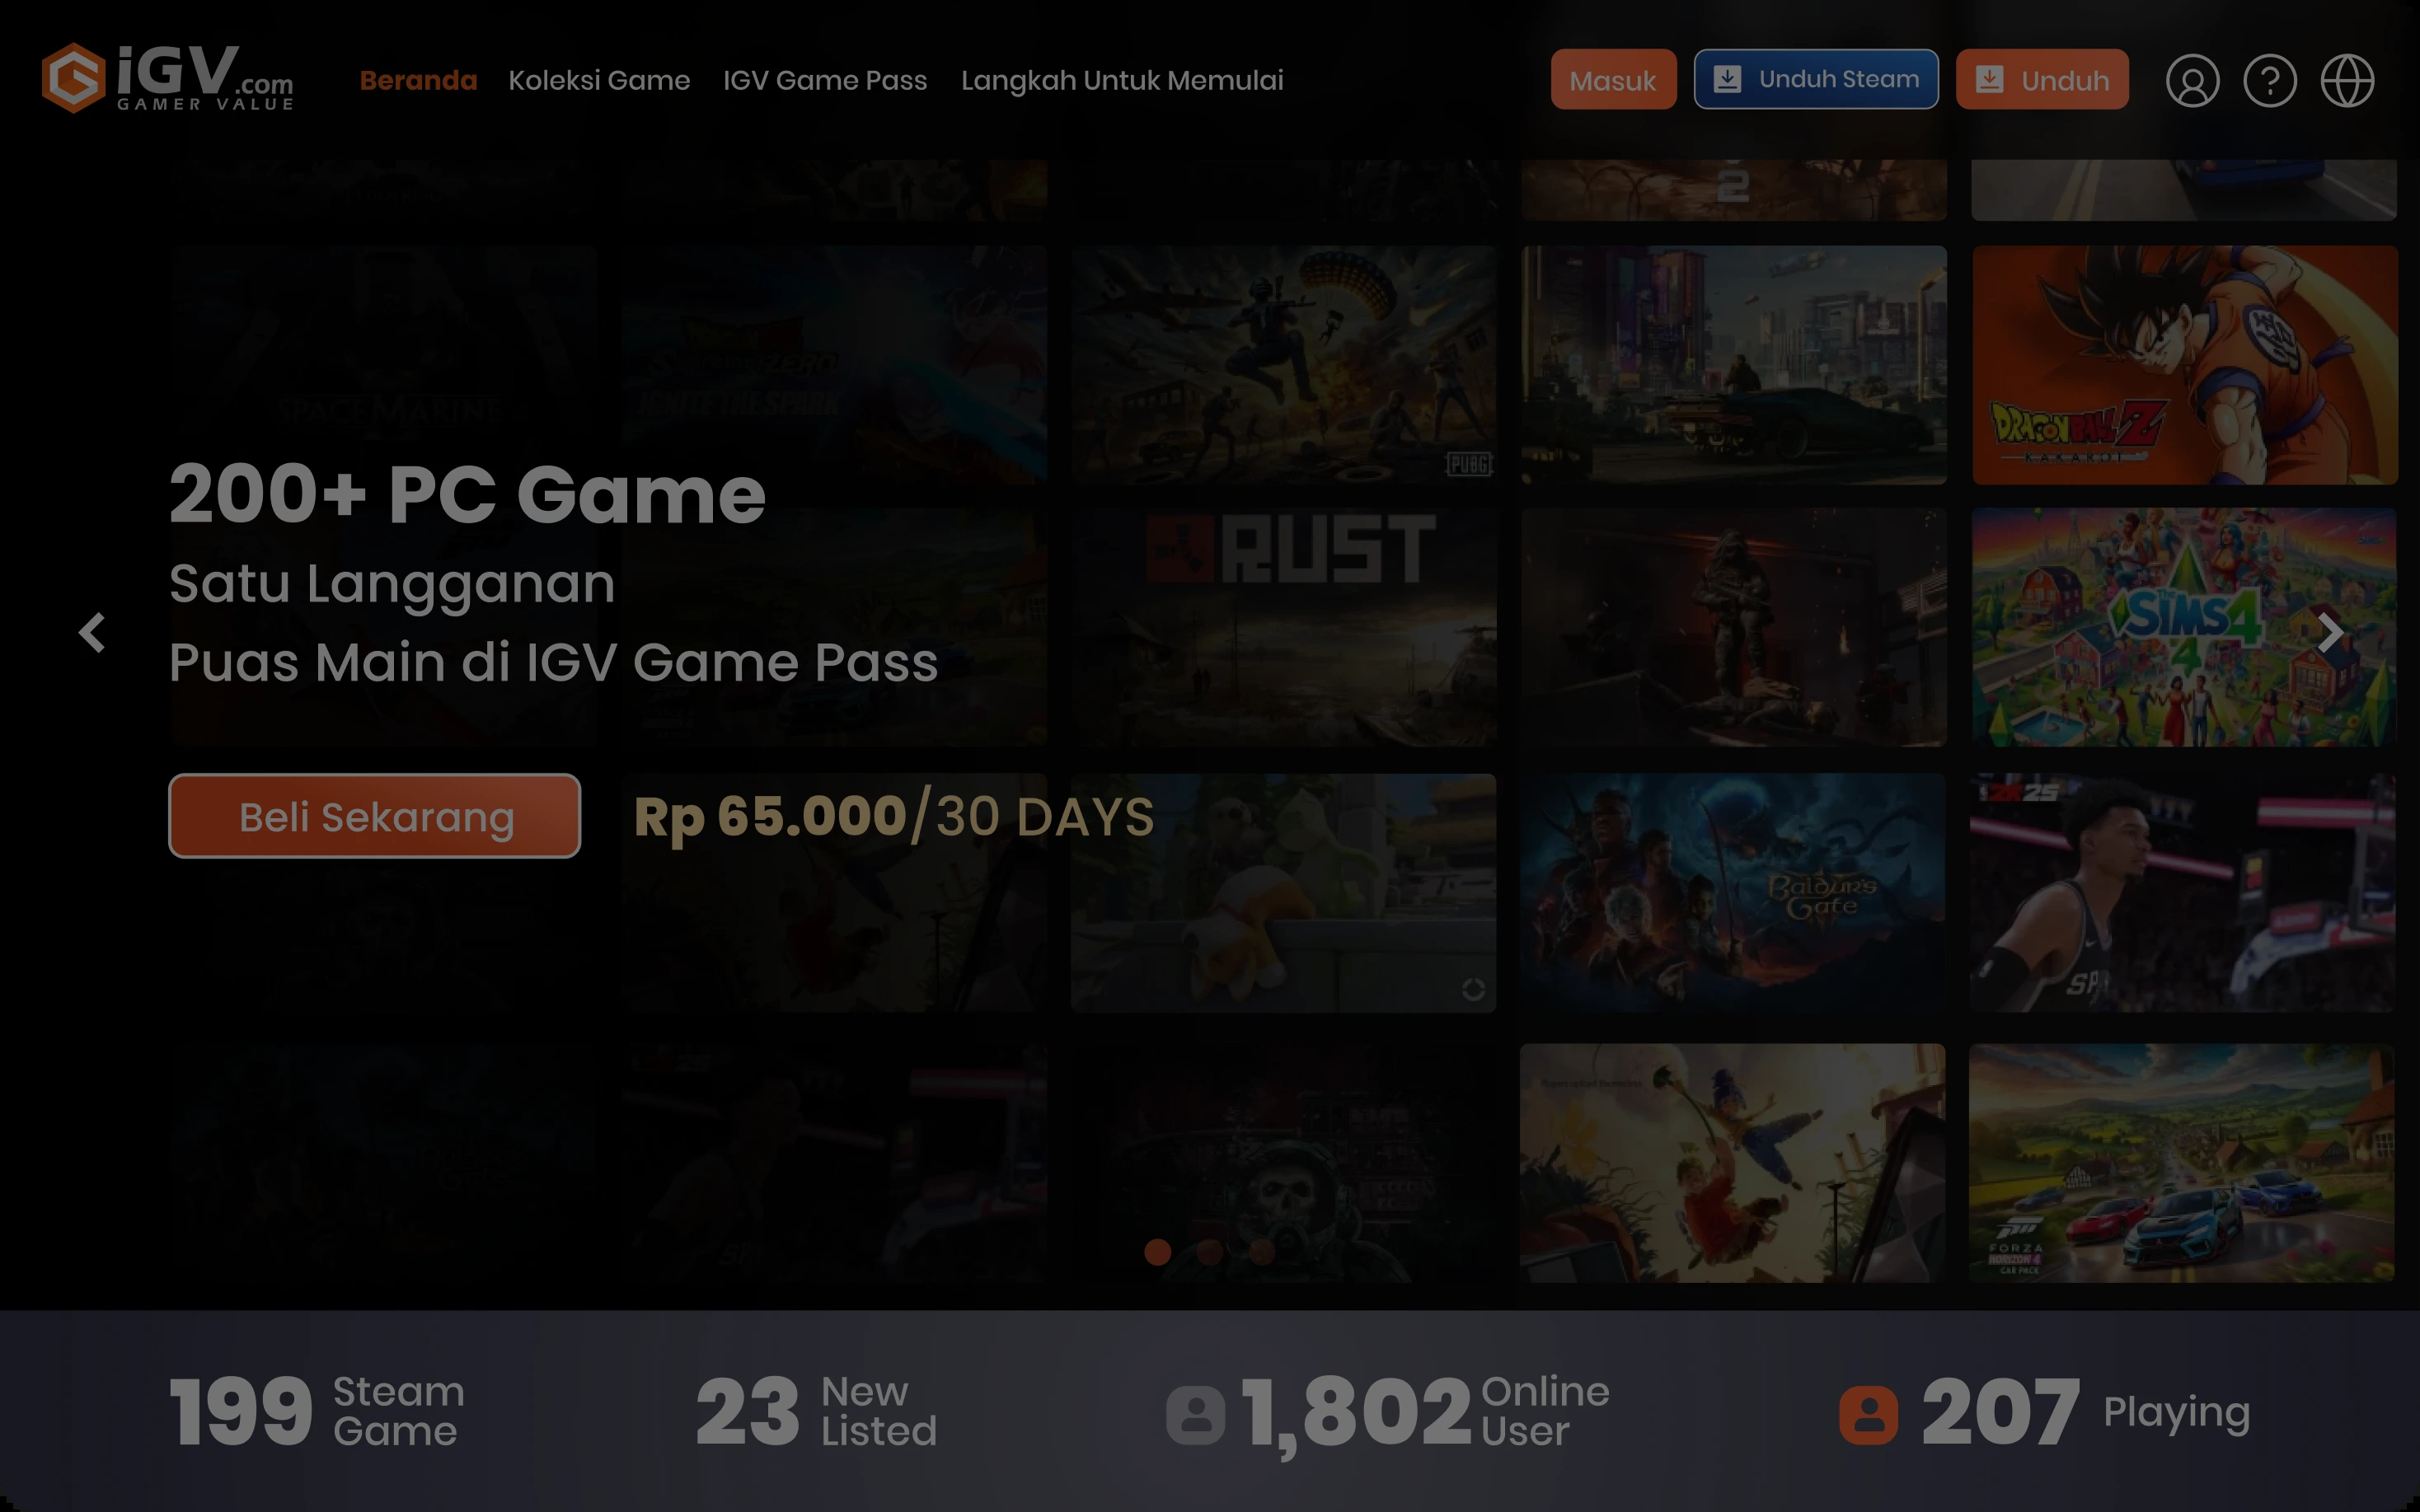 iGV.com
GAMER VALUE
Beranda
Koleksi Game
IGV Game Pass
Langkah Untuk Memulai
Masuk
Unduh Steam
Unduh
2
SPACE MARINE
SPARKING! ZERO
IGNITE THE SPARK
PUBG
DRAGON BALL Z
KAKAROT
200+ PC Game
Satu Langganan
Puas Main di IGV Game Pass
RUST
The
SIMS 4
4
Beli Sekarang
Rp 65.000/30 DAYS
Baldur's
Gate
2K25
FORZA
HORIZON 4
CAR PACK
199 Steam
Game
23 New
Listed
1,802 Online
User
207 Playing